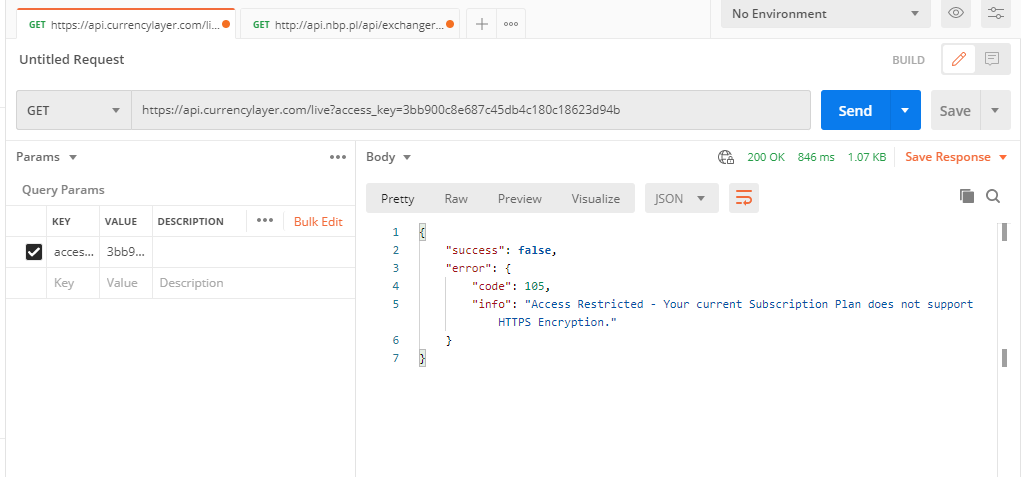 GET https://api.currencylayer.com/li...
GET http://api.nbp.pl/api/exchanger...
No Environment
Untitled Request
BUILD
GET
https://api.currencylayer.com/live?access_key=3bb900c8e687c45db4c180c18623d94b
Send
Save
Params
Body
200 OK 846 ms 1.07 KB Save Response
Query Params
Pretty Raw Preview Visualize JSON
KEY VALUE DESCRIPTION Bulk Edit
acces... 3bb9...
Key Value Description
1 {
2 "success": false,
3 "error": {
4 "code": 105,
5 "info": "Access Restricted - Your current Subscription Plan does not support
HTTPS Encryption."
6 }
7 }